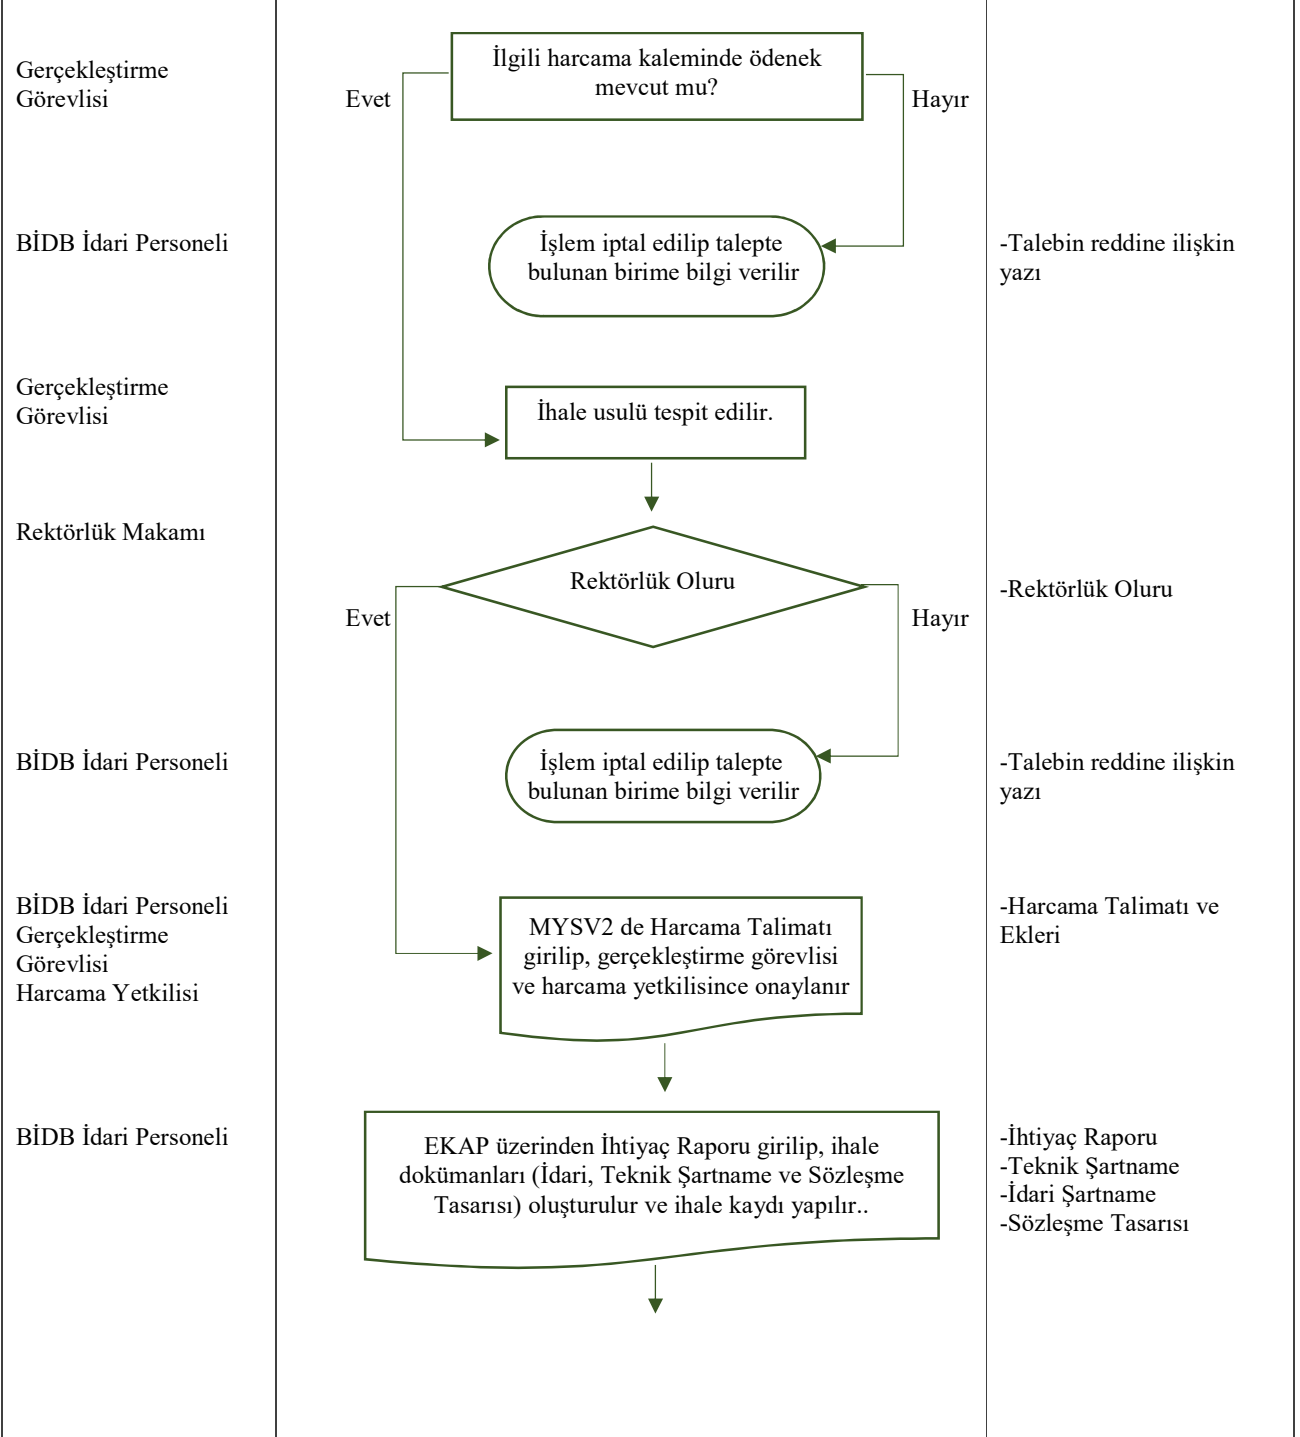 Gerçekleştirme
Görevlisi
İlgili harcama kaleminde ödenek
mevcut mu?
Evet
Hayır
BİDB İdari Personeli
İşlem iptal edilip talepte
bulunan birime bilgi verilir
-Talebin reddine ilişkin
yazı
Gerçekleştirme
Görevlisi
İhale usulü tespit edilir.
Rektörlük Makamı
Rektörlük Oluru
-Rektörlük Oluru
Evet
Hayır
BİDB İdari Personeli
İşlem iptal edilip talepte
bulunan birime bilgi verilir
-Talebin reddine ilişkin
yazı
BİDB İdari Personeli
Gerçekleştirme
Görevlisi
Harcama Yetkilisi
MYSV2 de Harcama Talimatı
girilip, gerçekleştirme görevlisi
ve harcama yetkilisince onaylanır
-Harcama Talimatı ve
Ekleri
BİDB İdari Personeli
EKAP üzerinden İhtiyaç Raporu girilip, ihale
dokümanları (İdari, Teknik Şartname ve Sözleşme
Tasarısı) oluşturulur ve ihale kaydı yapılır..
-İhtiyaç Raporu
-Teknik Şartname
-İdari Şartname
-Sözleşme Tasarısı